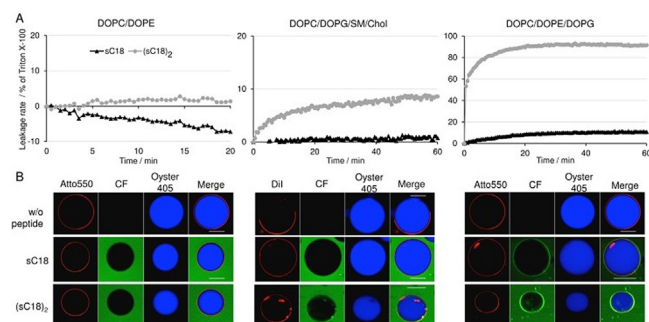 A
DOPC/DOPE
DOPC/DOPG/SM/Chol
DOPC/DOPE/DOPG
sC18 (sC18)₂
Leakage rate / % of Triton X-100
20
10
0
-10
0 5 10 15 20
Time / min
20
10
0
0 20 40 60
Time / min
100
80
60
40
20
0
0 20 40 60
Time / min
B
Atto550 CF Oyster 405 Merge
DiI CF Oyster 405 Merge
Atto550 CF Oyster 405 Merge
w/o
peptide
sC18
(sC18)₂